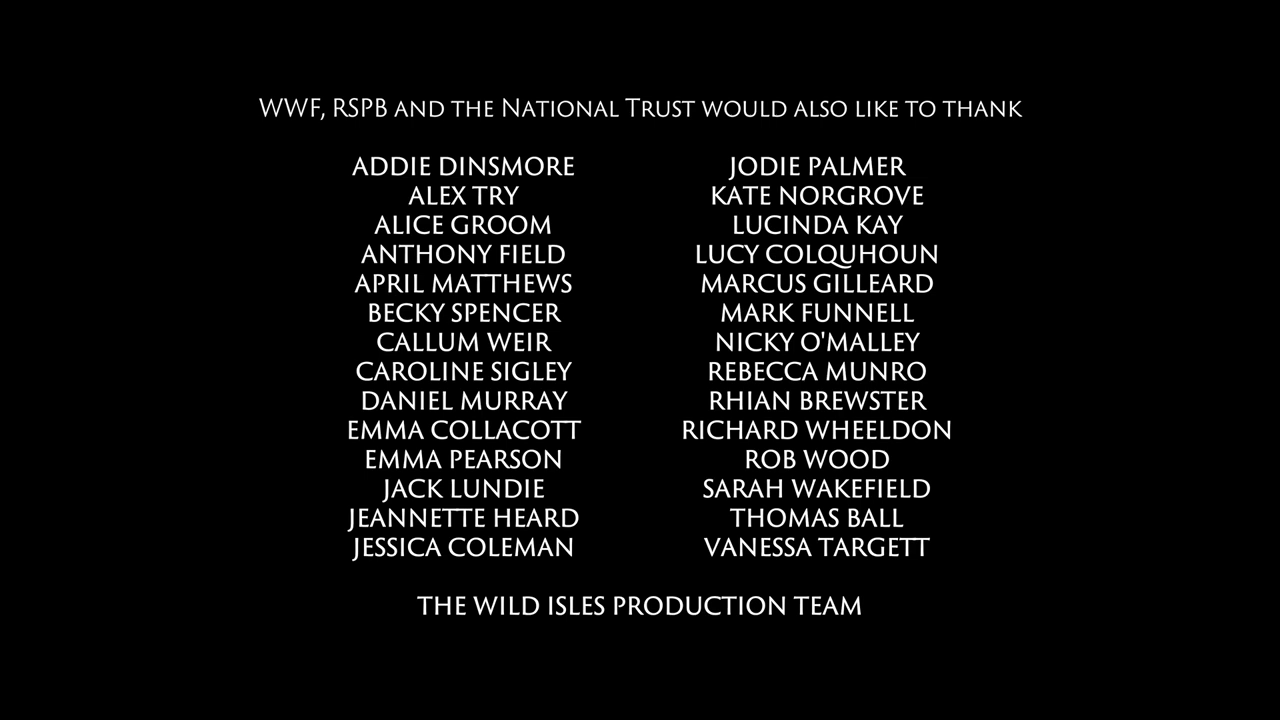 WWF, RSPB AND THE NATIONAL TRUST WOULD ALSO LIKE TO THANK
ADDIE DINSMORE
ALEX TRY
ALICE GROOM
ANTHONY FIELD
APRIL MATTHEWS
BECKY SPENCER
CALLUM WEIR
CAROLINE SIGLEY
DANIEL MURRAY
EMMA COLLACOTT
EMMA PEARSON
JACK LUNDIE
JEANNETTE HEARD
JESSICA COLEMAN
JODIE PALMER
KATE NORGROVE
LUCINDA KAY
LUCY COLQUHOUN
MARCUS GILLEARD
MARK FUNNELL
NICKY O'MALLEY
REBECCA MUNRO
RHIAN BREWSTER
RICHARD WHEELDON
ROB WOOD
SARAH WAKEFIELD
THOMAS BALL
VANESSA TARGETT
THE WILD ISLES PRODUCTION TEAM